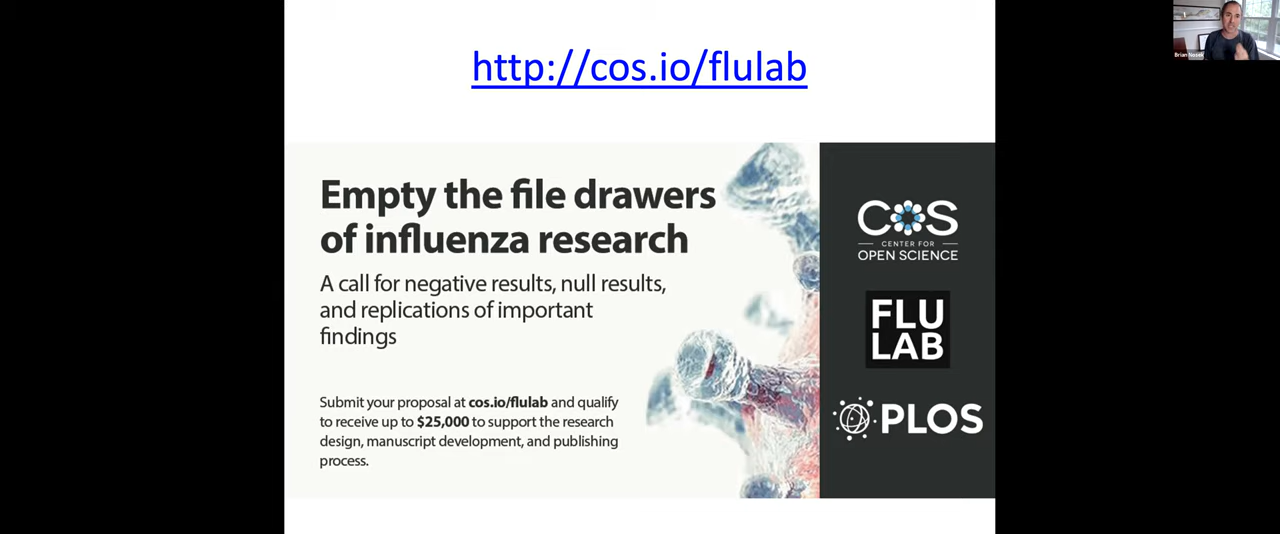 http://cos.io/flulab
Brian Nosek
Empty the file drawers
of influenza research
A call for negative results, null results,
and replications of important
findings
Submit your proposal at cos.io/flulab and qualify
to receive up to $25,000 to support the research
design, manuscript development, and publishing
process.
COS
CENTER FOR
OPEN SCIENCE
FLU
LAB
PLOS